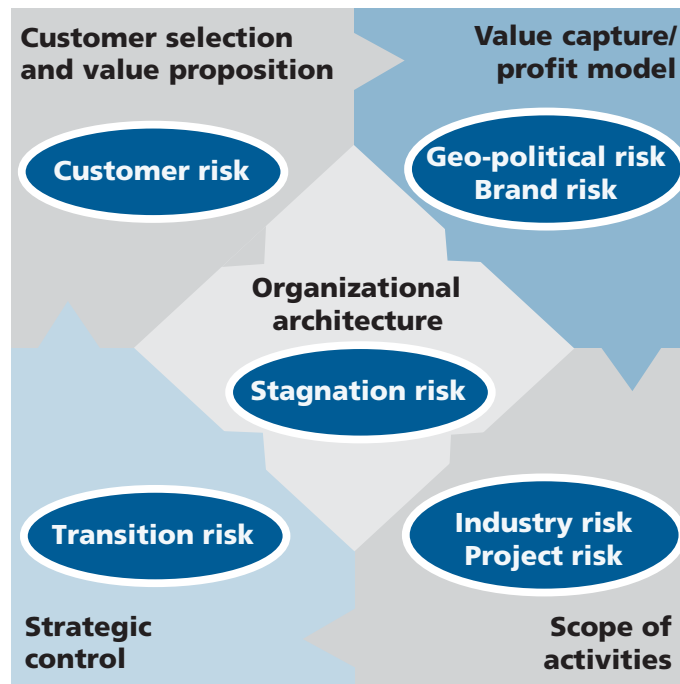 Customer selection
and value proposition
Value capture/
profit model
Customer risk
Geo-political risk
Brand risk
Organizational
architecture
Stagnation risk
Transition risk
Industry risk
Project risk
Strategic
control
Scope of
activities